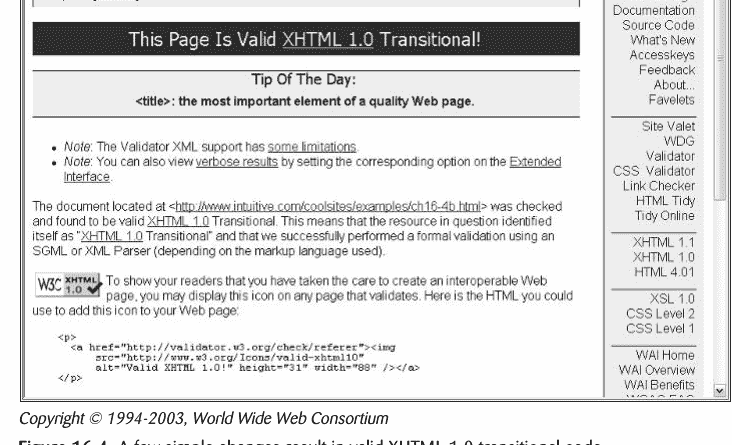 This Page Is Valid XHTML 1.0 Transitional!
Tip Of The Day:
<title>: the most important element of a quality Web page.
• Note: The Validator XML support has some limitations.
• Note: You can also view verbose results by setting the corresponding option on the Extended
Interface.
The document located at <http://www.intuitive.com/coolsites/examples/ch16-4b.html> was checked
and found to be valid XHTML 1.0 Transitional. This means that the resource in question identified
itself as "XHTML 1.0 Transitional" and that we successfully performed a formal validation using an
SGML or XML Parser (depending on the markup language used).
W3C XHTML 1.0
To show your readers that you have taken the care to create an interoperable Web
page, you may display this icon on any page that validates. Here is the HTML you could
use to add this icon to your Web page:
<p>
<a href="http://validator.w3.org/check/referer"><img
src="http://www.w3.org/Icons/valid-xhtml10"
alt="Valid XHTML 1.0!" height="31" width="88" /></a>
</p>
Documentation
Source Code
What's New
Accesskeys
Feedback
About...
Favelets
Site Valet
WDG
Validator
CSS Validator
Link Checker
HTML Tidy
Tidy Online
XHTML 1.1
XHTML 1.0
HTML 4.01
XSL 1.0
CSS Level 2
CSS Level 1
WAI Home
WAI Overview
WAI Benefits
Copyright © 1994-2003, World Wide Web Consortium
A few simple changes result in valid XHTML 1.0 transitional code